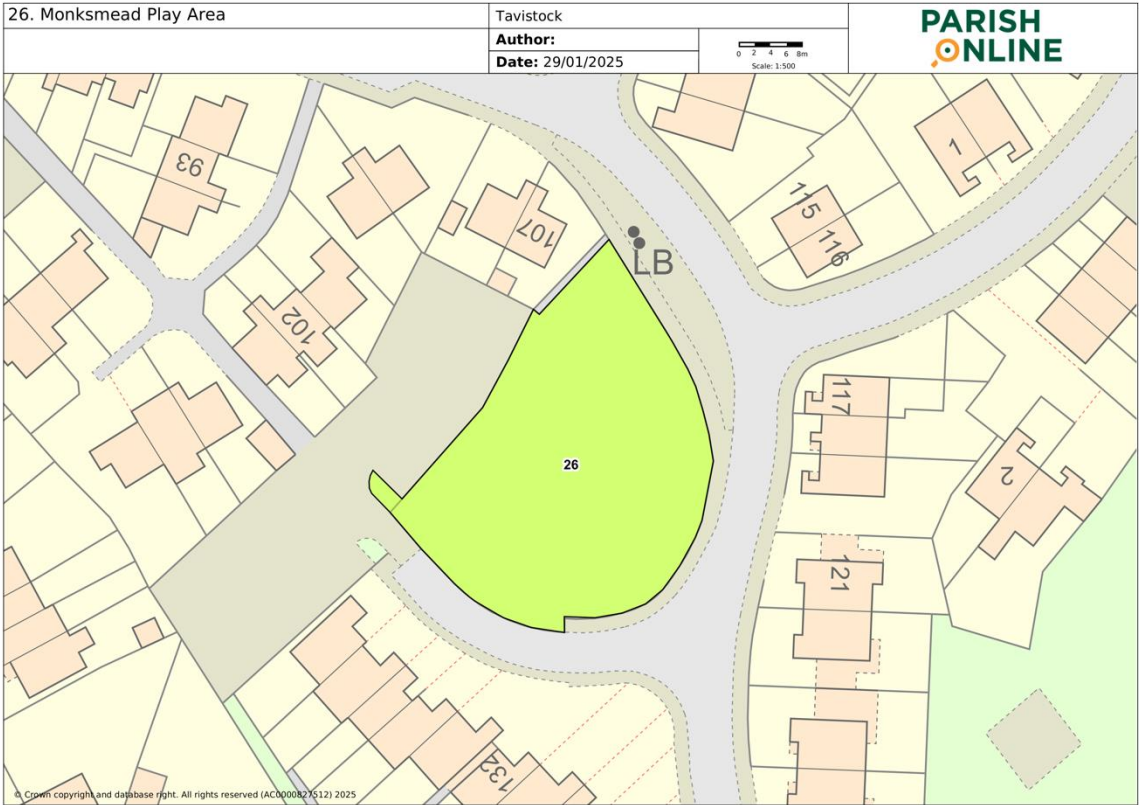 26. Monksmead Play Area
Tavistock
Author:
Date: 29/01/2025
0 2 4 6 8m
Scale: 1:500
PARISH
ONLINE
93
107
LB
115
116
1
102
117
26
2
121
132
© Crown copyright and database right. All rights reserved (AC0000827512) 2025